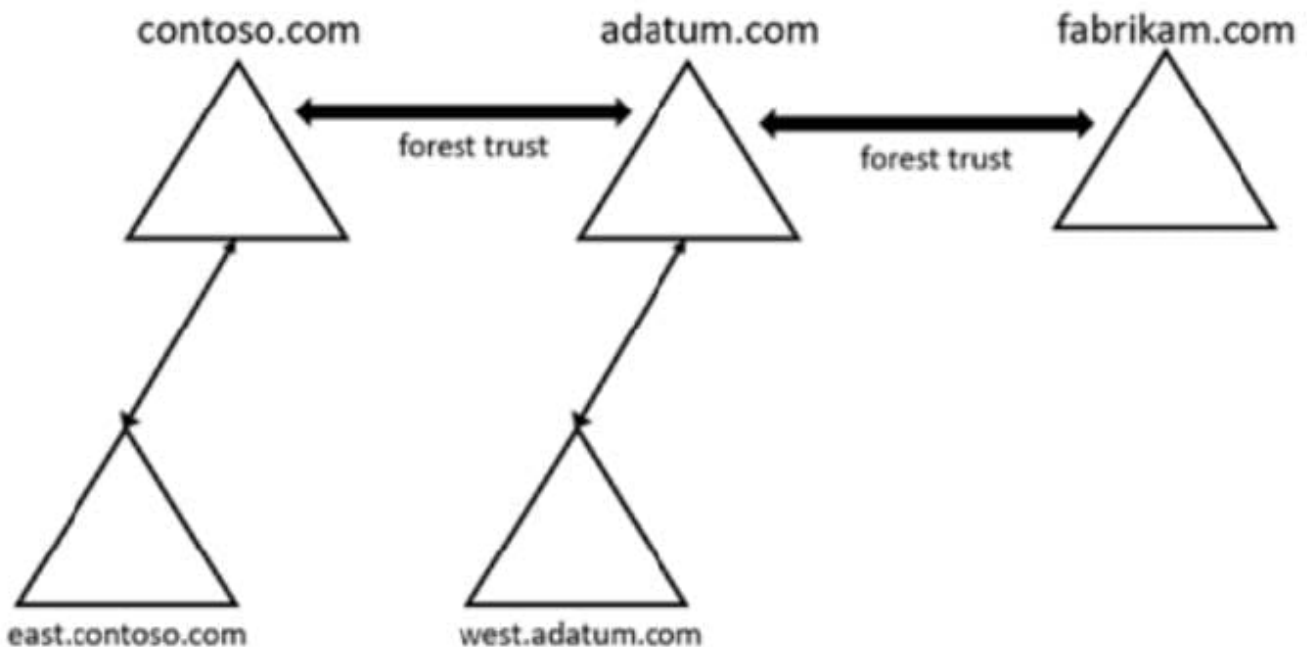 contoso.com
adatum.com
fabrikam.com
forest trust
forest trust
east.contoso.com
west.adatum.com